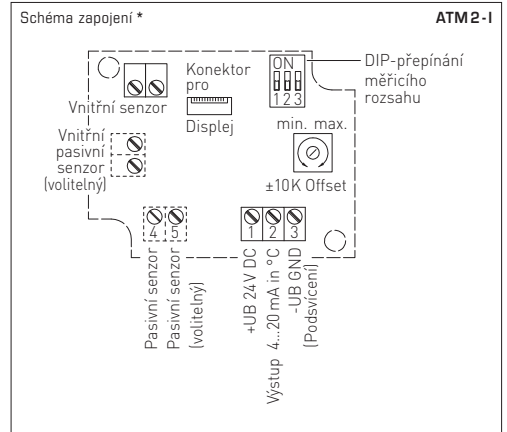 Schéma zapojení *
ATM 2 - I
ON
1 2 3
DIP-přepínání
měřicího
rozsahu
Konektor
pro
Displej
Vnitřní senzor
Vnitřní
pasivní
senzor
(volitelný)
min. max.
±10K Offset
4 5
1 2 3
Pasivní senzor
Pasivní senzor
(volitelný)
+UB 24V DC
Výstup 4...20 mA in °C
-UB GND
(Podsvícení)